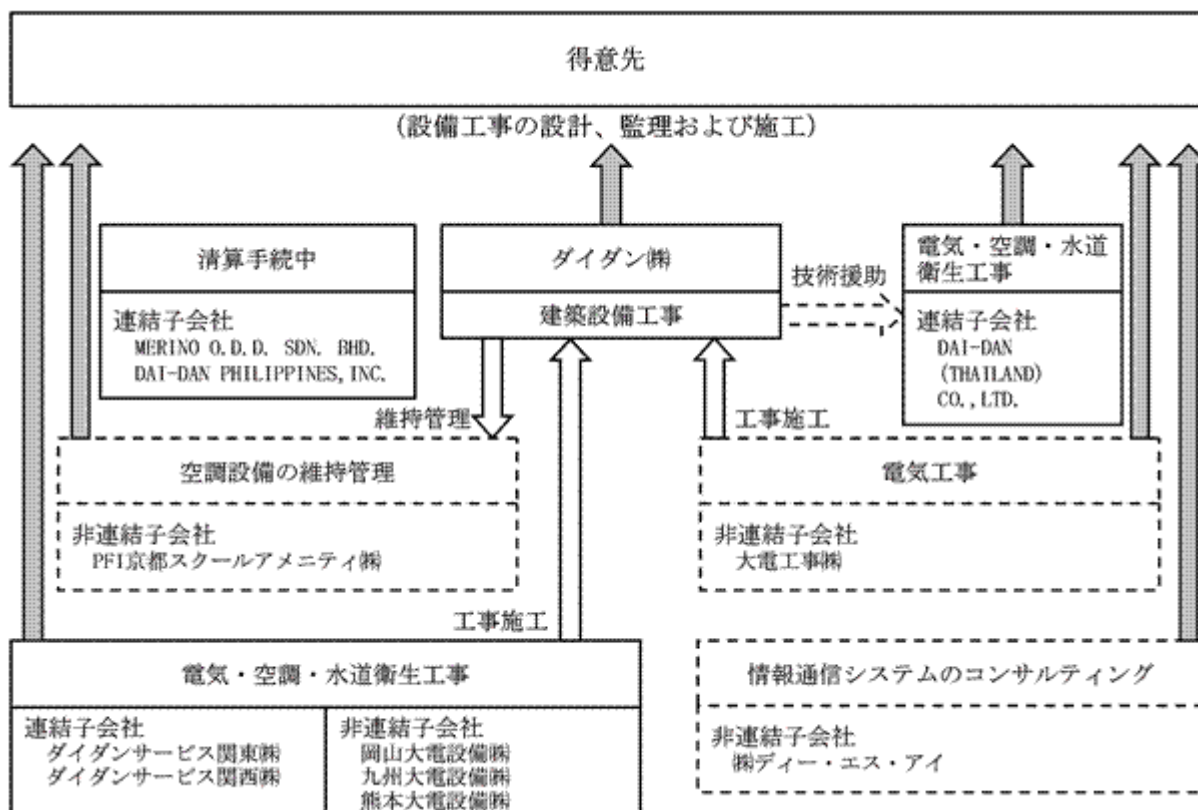 得意先
(設備工事の設計、監理および施工)
清算手続中
連結子会社
MERINO O.D.D. SDN. BHD.
DAI-DAN PHILIPPINES,INC.
ダイダン㈱
建築設備工事
技術援助
電気・空調・水道
衛生工事
連結子会社
DAI-DAN
(THAILAND)
CO.,LTD.
維持管理
工事施工
空調設備の維持管理
非連結子会社
PFI京都スクールアメニティ㈱
電気工事
非連結子会社
大電工事㈱
工事施工
電気・空調・水道衛生工事
連結子会社
ダイダンサービス関東㈱
ダイダンサービス関西㈱
非連結子会社
岡山大電設備㈱
九州大電設備㈱
熊本大電設備㈱
情報通信システムのコンサルティング
非連結子会社
㈱ディー・エス・アイ